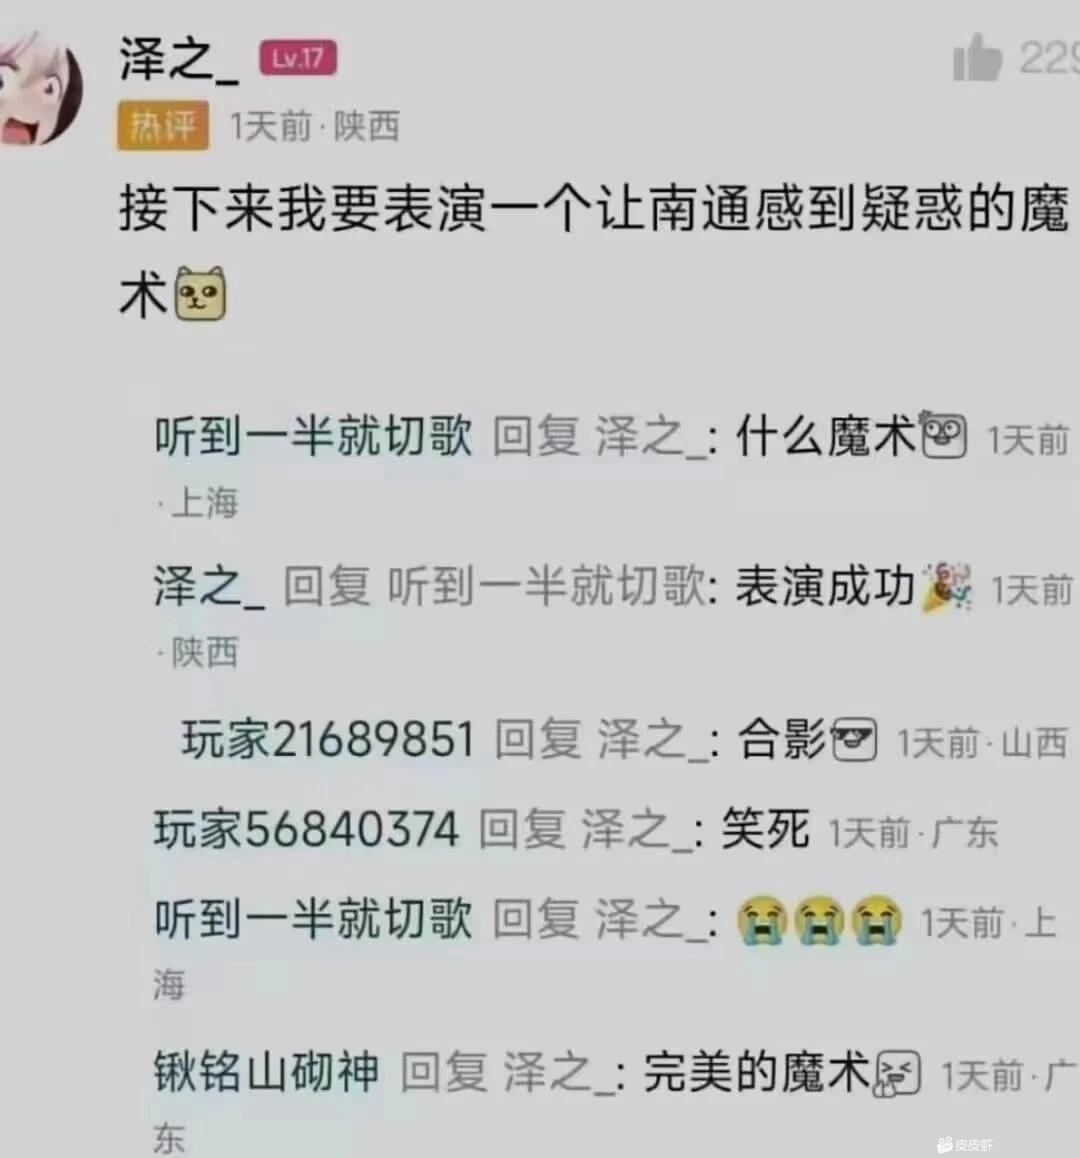 泽之_ Lv.17 229
热评 1天前·陕西
接下来我要表演一个让南通感到疑惑的魔
术
听到一半就切歌 回复 泽之_: 什么魔术 1天前
·上海
泽之_ 回复 听到一半就切歌: 表演成功🎉 1天前
·陕西
玩家21689851 回复 泽之_: 合影 1天前·山西
玩家56840374 回复 泽之_: 笑死 1天前·广东
听到一半就切歌 回复 泽之_: 😭😭😭 1天前·上
海
锹铭山砌神 回复 泽之_: 完美的魔术 1天前·广
东
皮皮虾